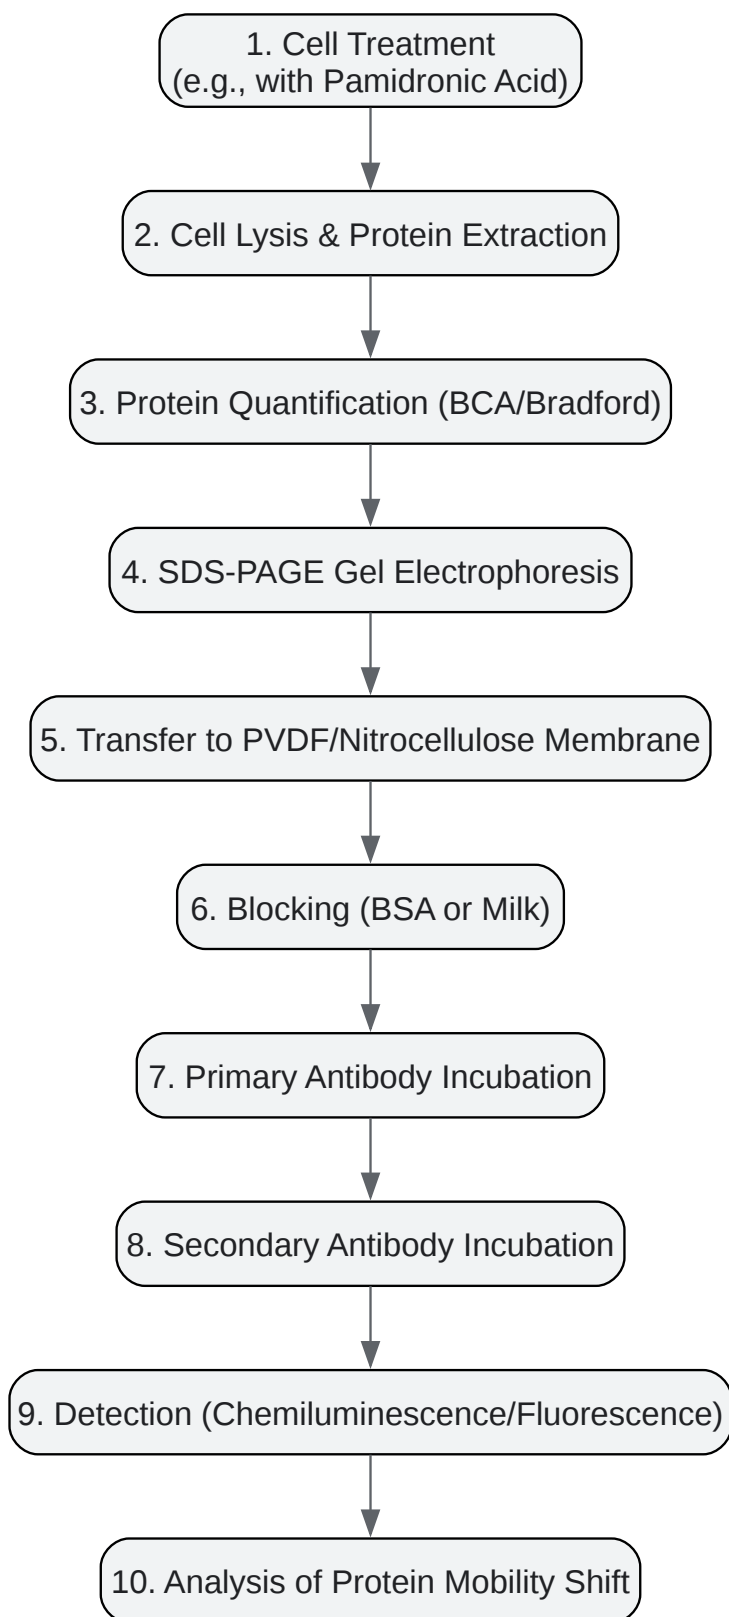 1. Cell Treatment
(e.g., with Pamidronic Acid)
2. Cell Lysis & Protein Extraction
3. Protein Quantification (BCA/Bradford)
4. SDS-PAGE Gel Electrophoresis
5. Transfer to PVDF/Nitrocellulose Membrane
6. Blocking (BSA or Milk)
7. Primary Antibody Incubation
8. Secondary Antibody Incubation
9. Detection (Chemiluminescence/Fluorescence)
10. Analysis of Protein Mobility Shift